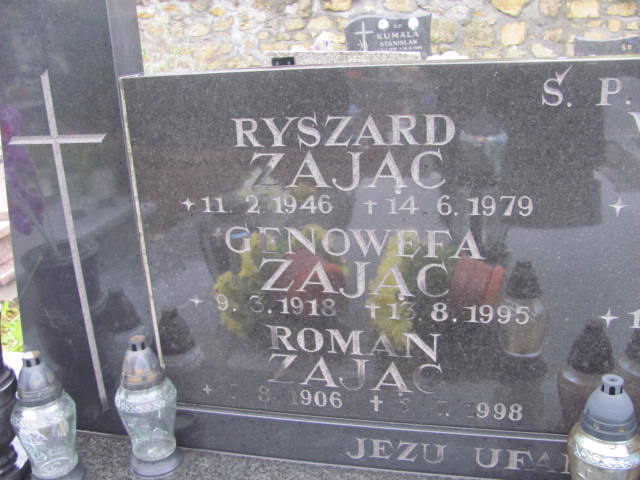 Ś.P.
KUMALA
STANISŁAW
Ś. P.
RYSZARD
ZAJĄC
11. 2. 1946 † 14. 6. 1979
GENOWEFA
ZAJĄC
9. 3. 1918 † 13. 8. 1995
ROMAN
ZAJĄC
8. 1906 † 1998
JEZU UFA